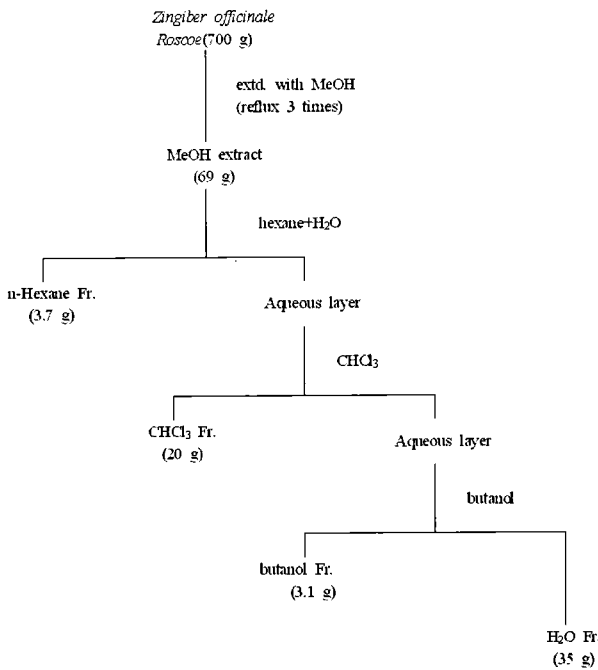 Zingiber officinale
Roscoe(700 g)
extd. with MeOH
(reflux 3 times)
MeOH extract
(69 g)
hexane+H₂O
n-Hexane Fr.
(3.7 g)
Aqueous layer
CHCl₃
CHCl₃ Fr.
(20 g)
Aqueous layer
butanol
butanol Fr.
(3.1 g)
H₂O Fr
(35 g)